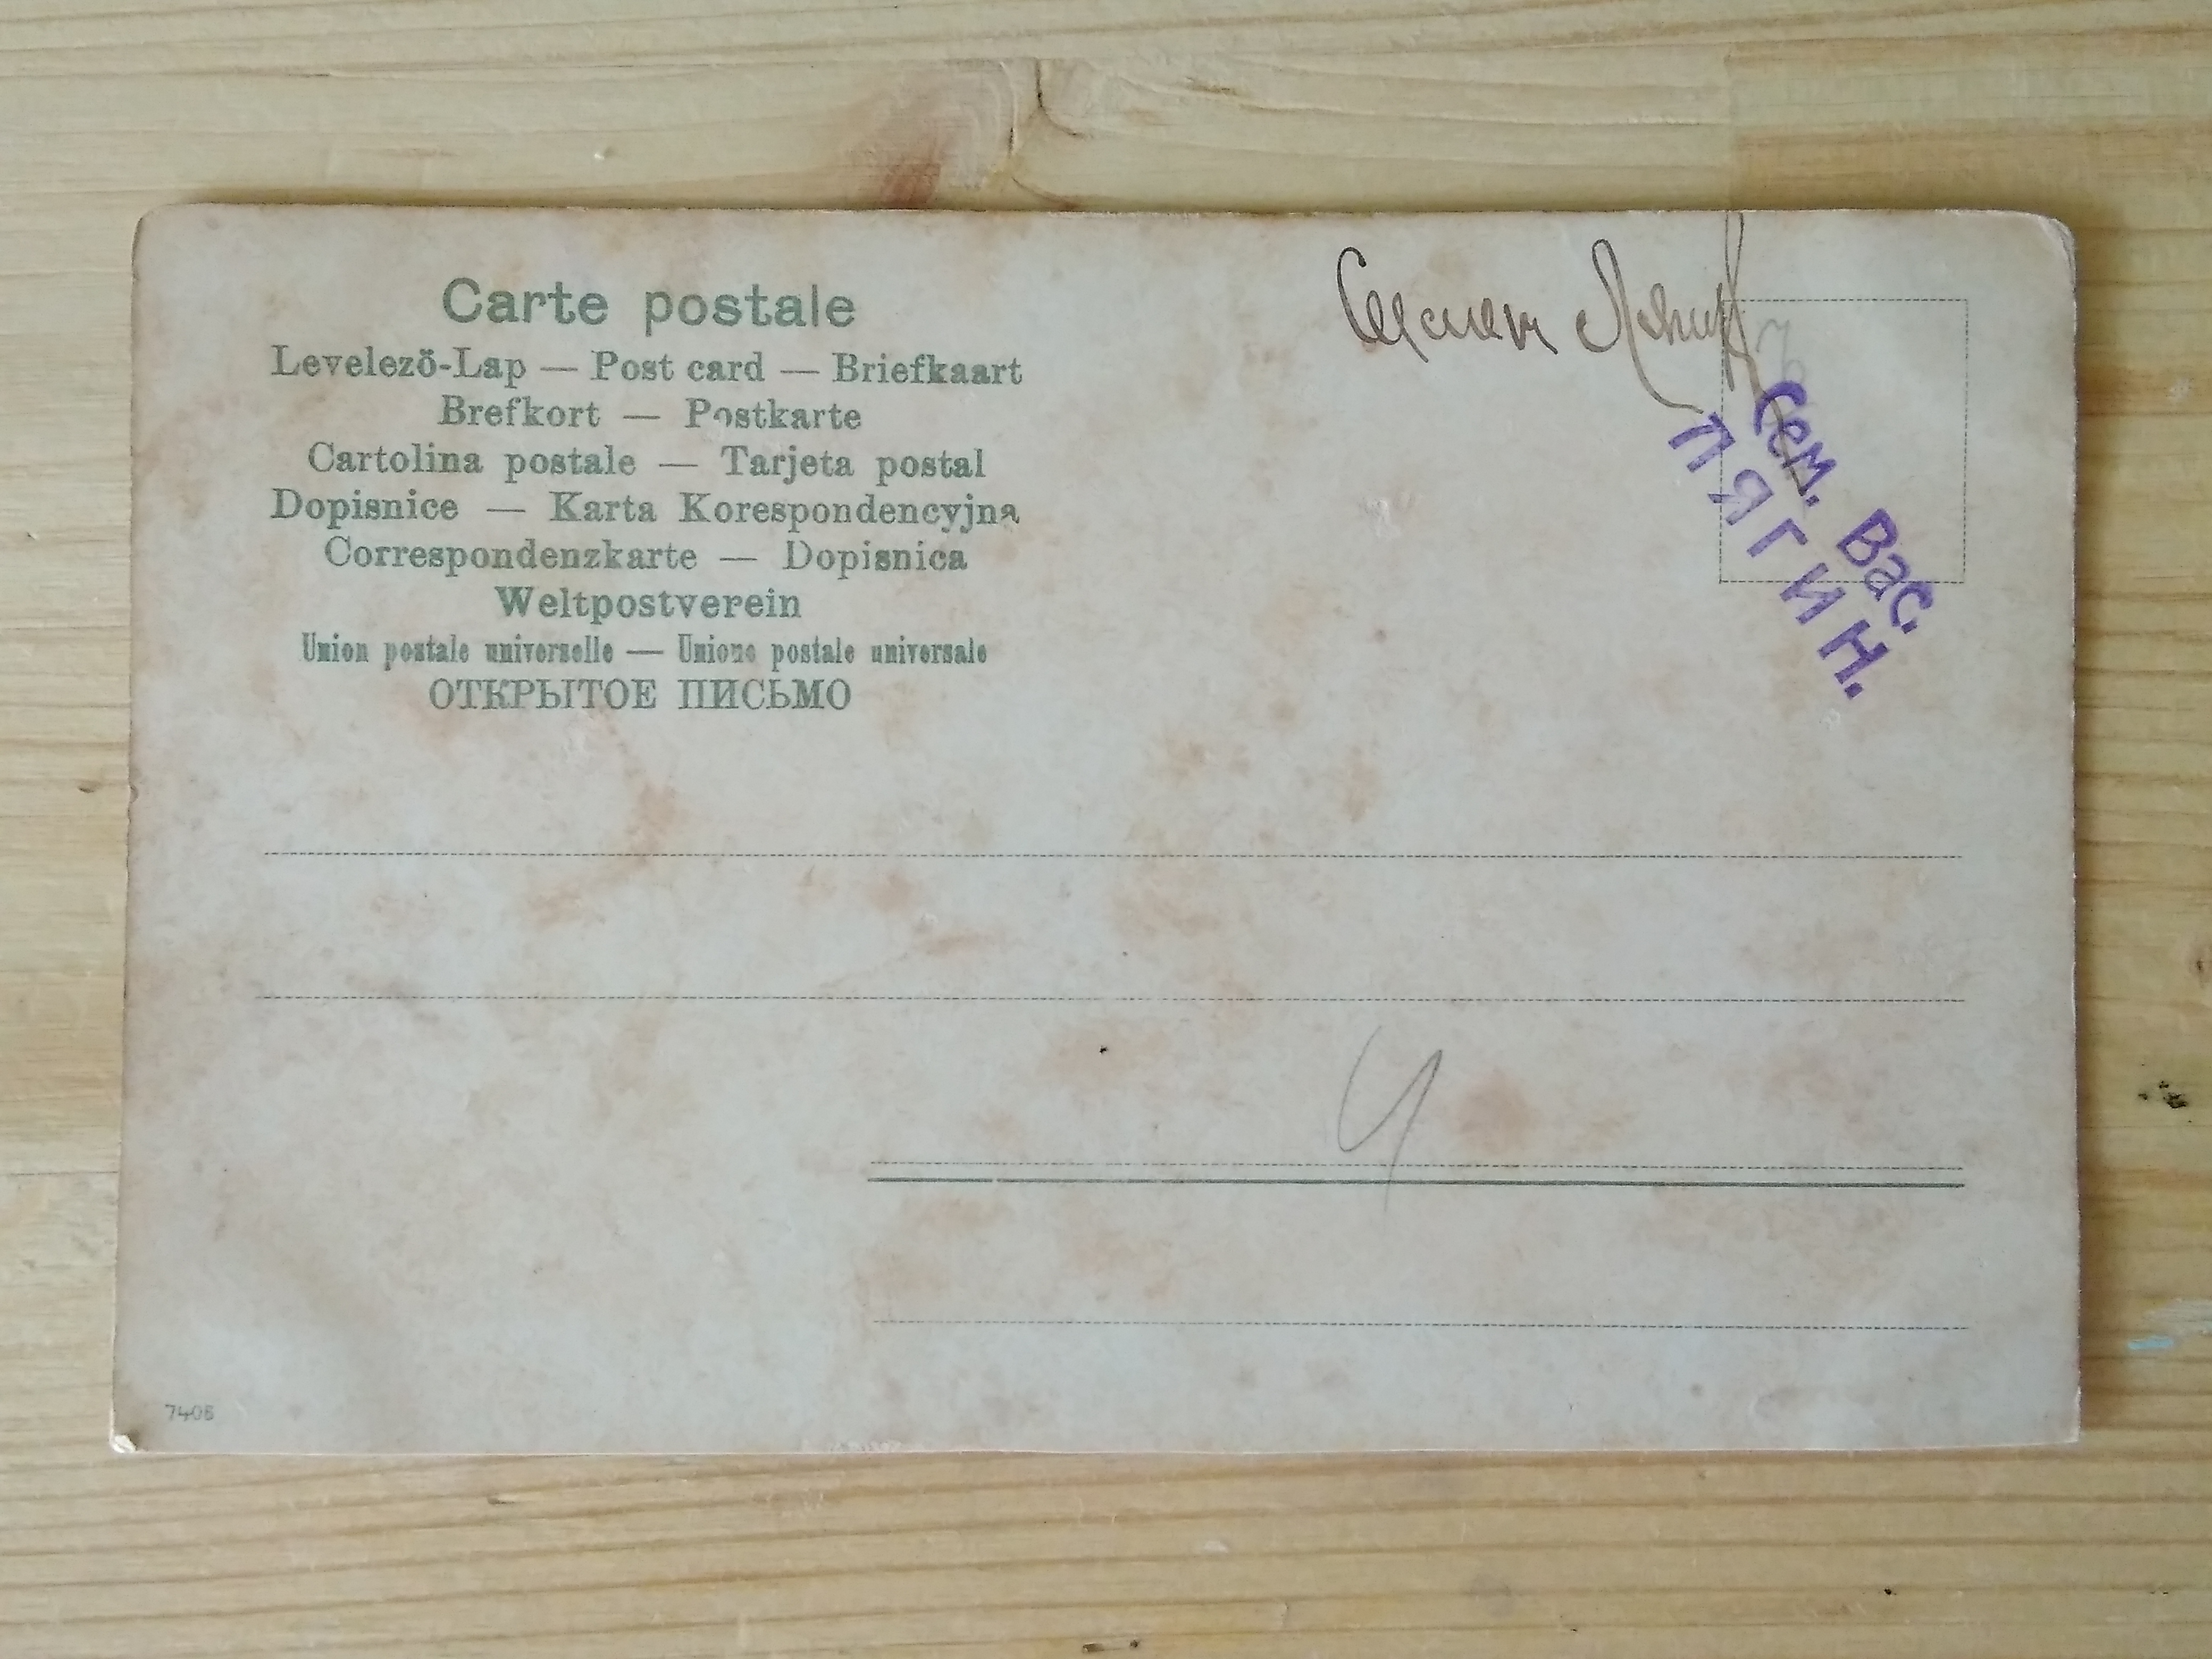 Carte postale
Levelező-Lap — Post card — Briefkaart
Brefkort — Postkarte
Cartolina postale — Tarjeta postal
Dopisnice — Karta Korespondencyjna
Correspondenzkarte — Dopisnica
Weltpostverein
Union postale universelle — Unione postale universale
ОТКРЫТОЕ ПИСЬМО
Сем. Вас.
ПЯГИН.
7405